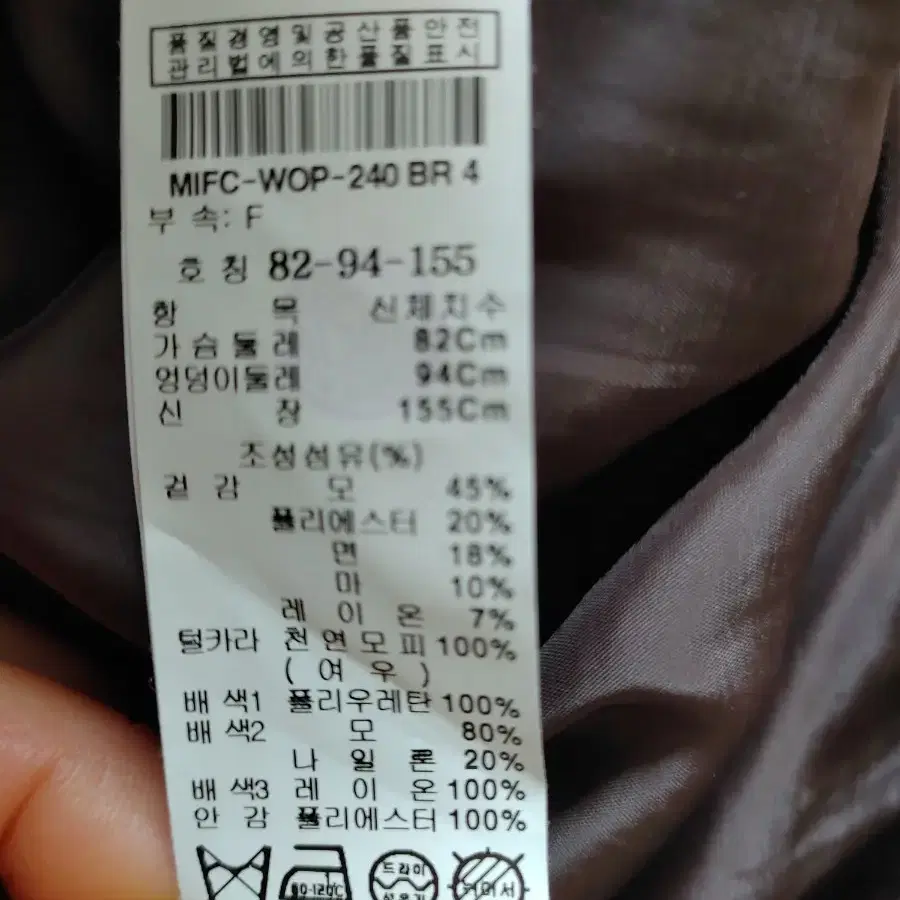 품질경영및공산품안전
관리법에의한품질표시
MIFC-WOP-240 BR 4
부 속: F
호 칭 82-94-155
항 목 신체치수
가슴둘레 82Cm
엉덩이둘레 94Cm
신 장 155Cm
조성섬유(%)
겉 감 모 45%
폴리에스터 20%
면 18%
마 10%
레 이 온 7%
털카라 천연모피 100%
( 여 우 )
배 색1 폴리우레탄 100%
배 색2 모 80%
나 일 론 20%
배 색3 레 이 온 100%
안 감 폴리에스터 100%
80-120℃
드라이